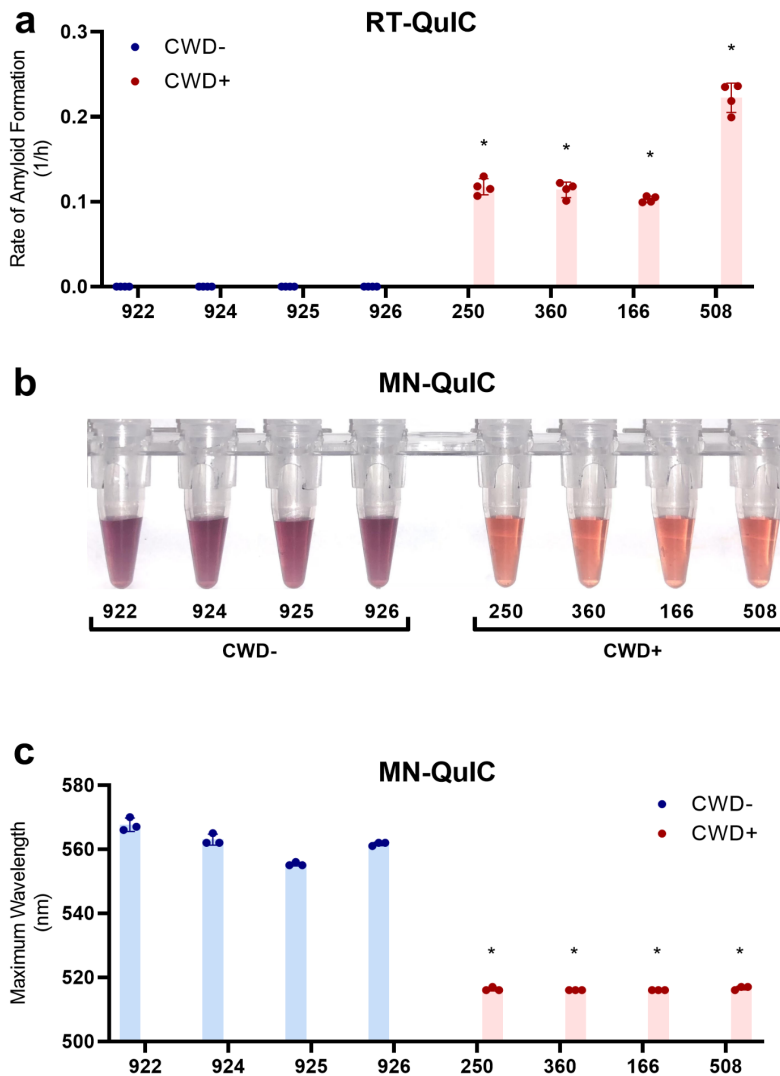 a
RT-QuIC
CWD-
CWD+
Rate of Amyloid Formation
(1/h)
0.3
0.2
0.1
0.0
922 924 925 926 250 360 166 508
* * * *
b
MN-QuIC
922 924 925 926 250 360 166 508
CWD- CWD+
c
MN-QuIC
CWD-
CWD+
Maximum Wavelength
(nm)
580
560
540
520
500
* * * *
922 924 925 926 250 360 166 508